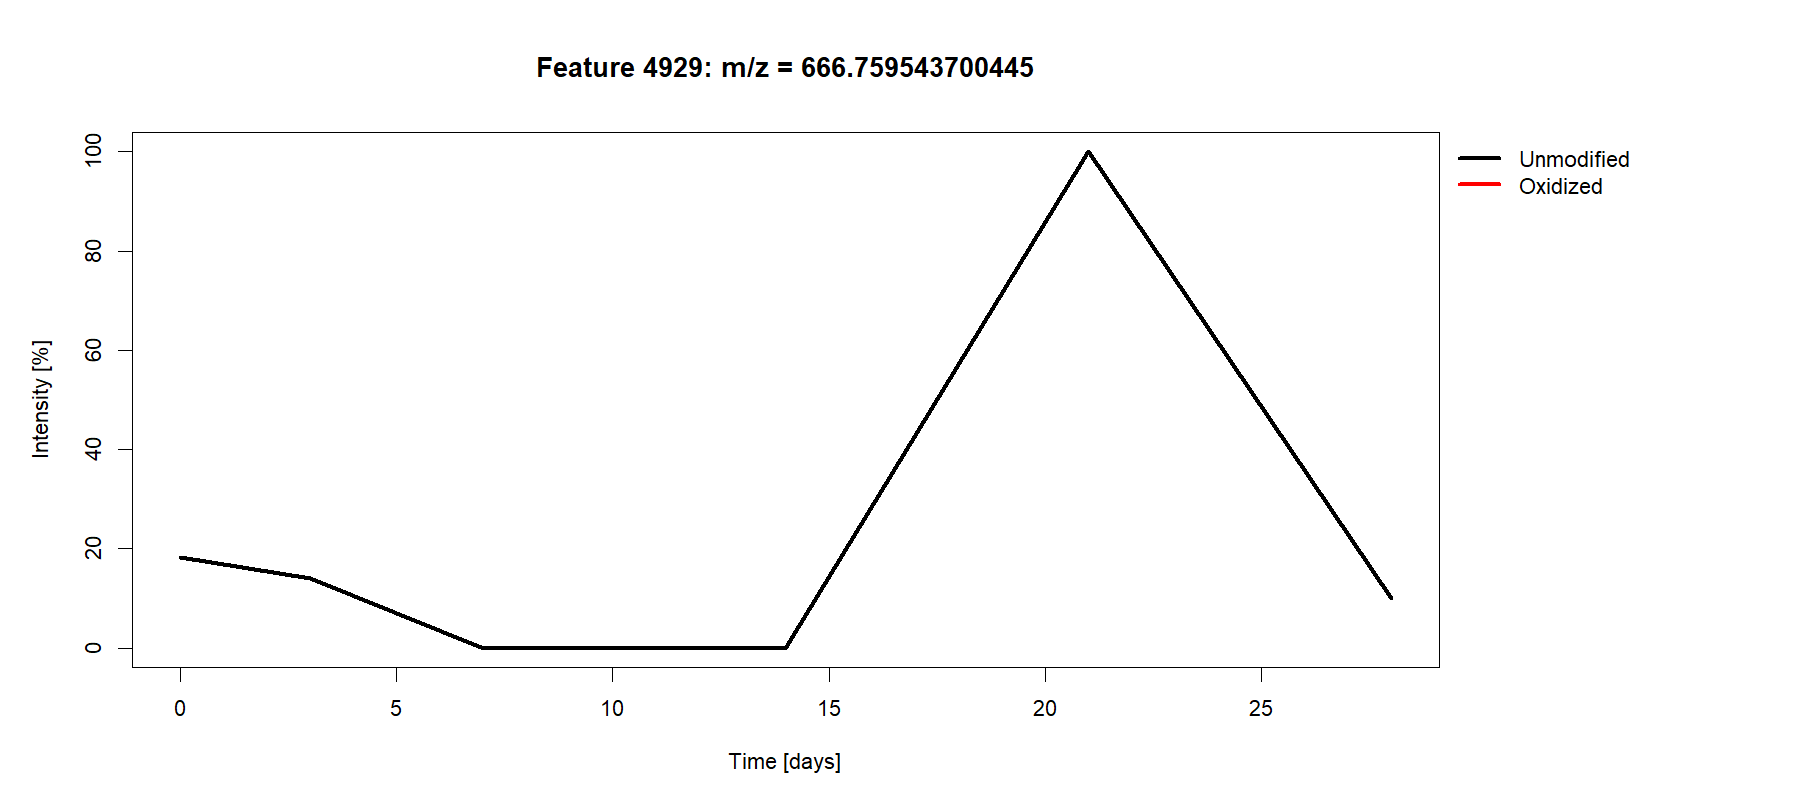 Feature 4929: m/z = 666.759543700445
Unmodified
Oxidized
Intensity [%]
100
80
60
40
20
0
0 5 10 15 20 25
Time [days]